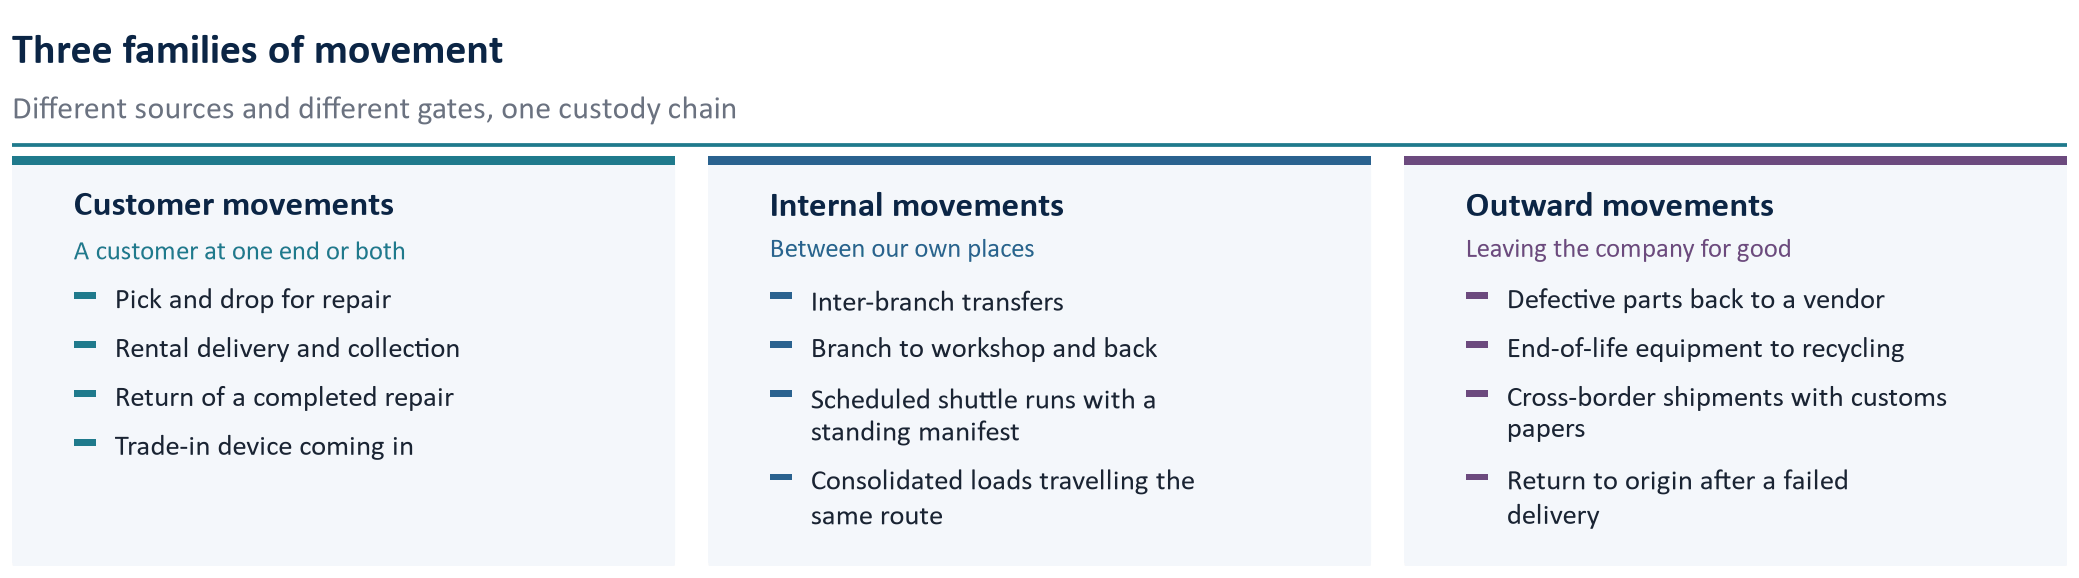 Three families of movement
Different sources and different gates, one custody chain
Customer movements
A customer at one end or both
Pick and drop for repair
Rental delivery and collection
Return of a completed repair
Trade-in device coming in
Internal movements
Between our own places
Inter-branch transfers
Branch to workshop and back
Scheduled shuttle runs with a
standing manifest
Consolidated loads travelling the
same route
Outward movements
Leaving the company for good
Defective parts back to a vendor
End-of-life equipment to recycling
Cross-border shipments with customs
papers
Return to origin after a failed
delivery